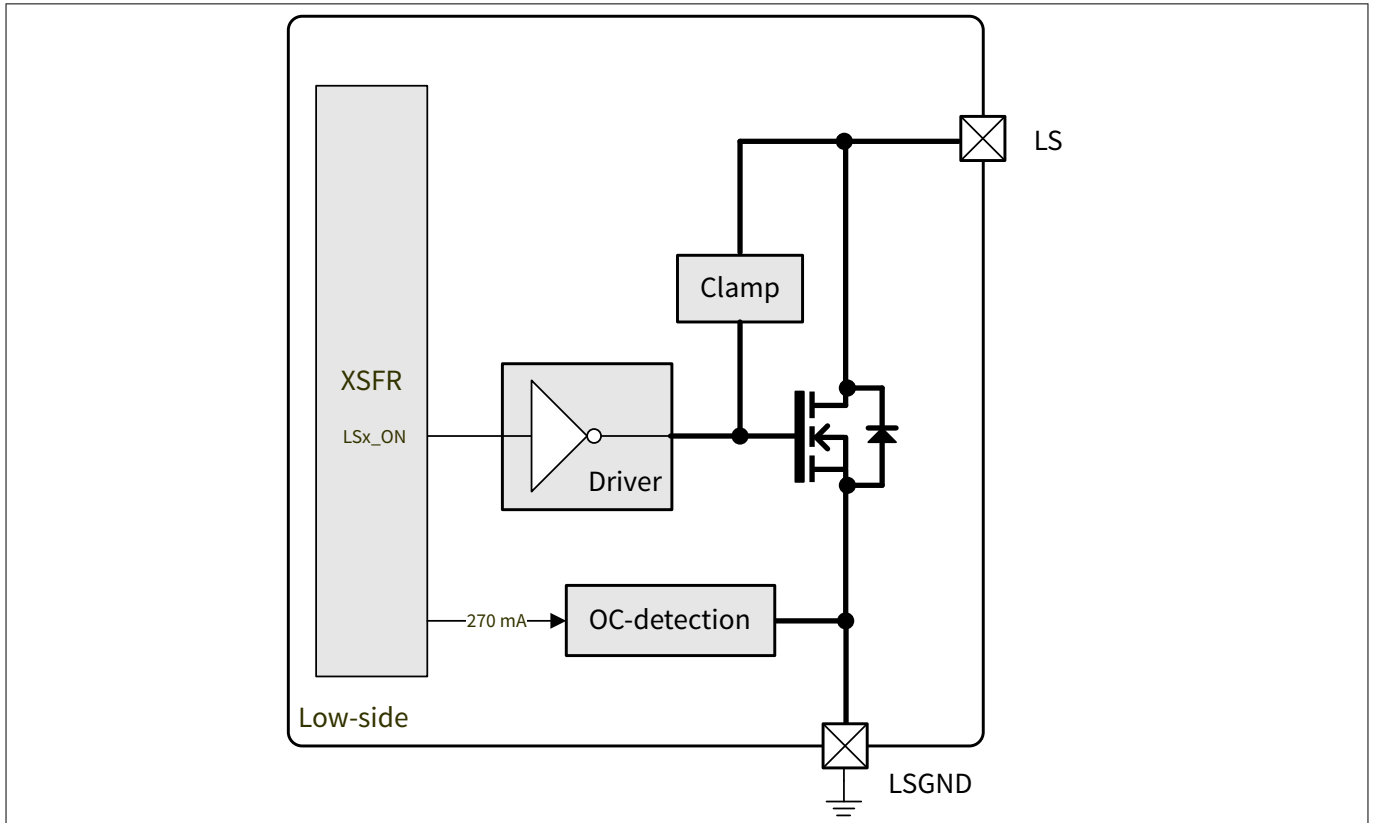 LS
Clamp
XSFR
LSx_ON
Driver
270 mA
OC-detection
Low-side
LSGND